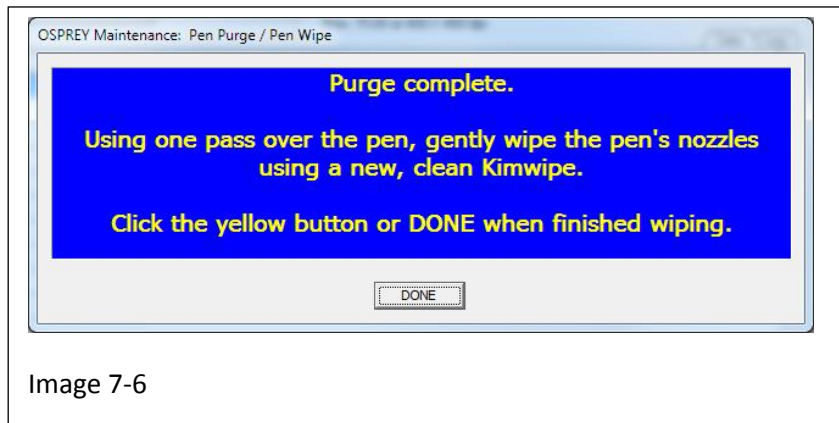 OSPREY Maintenance: Pen Purge / Pen Wipe
Purge complete.
Using one pass over the pen, gently wipe the pen's nozzles
using a new, clean Kimwipe.
Click the yellow button or DONE when finished wiping.
DONE
Image 7-6